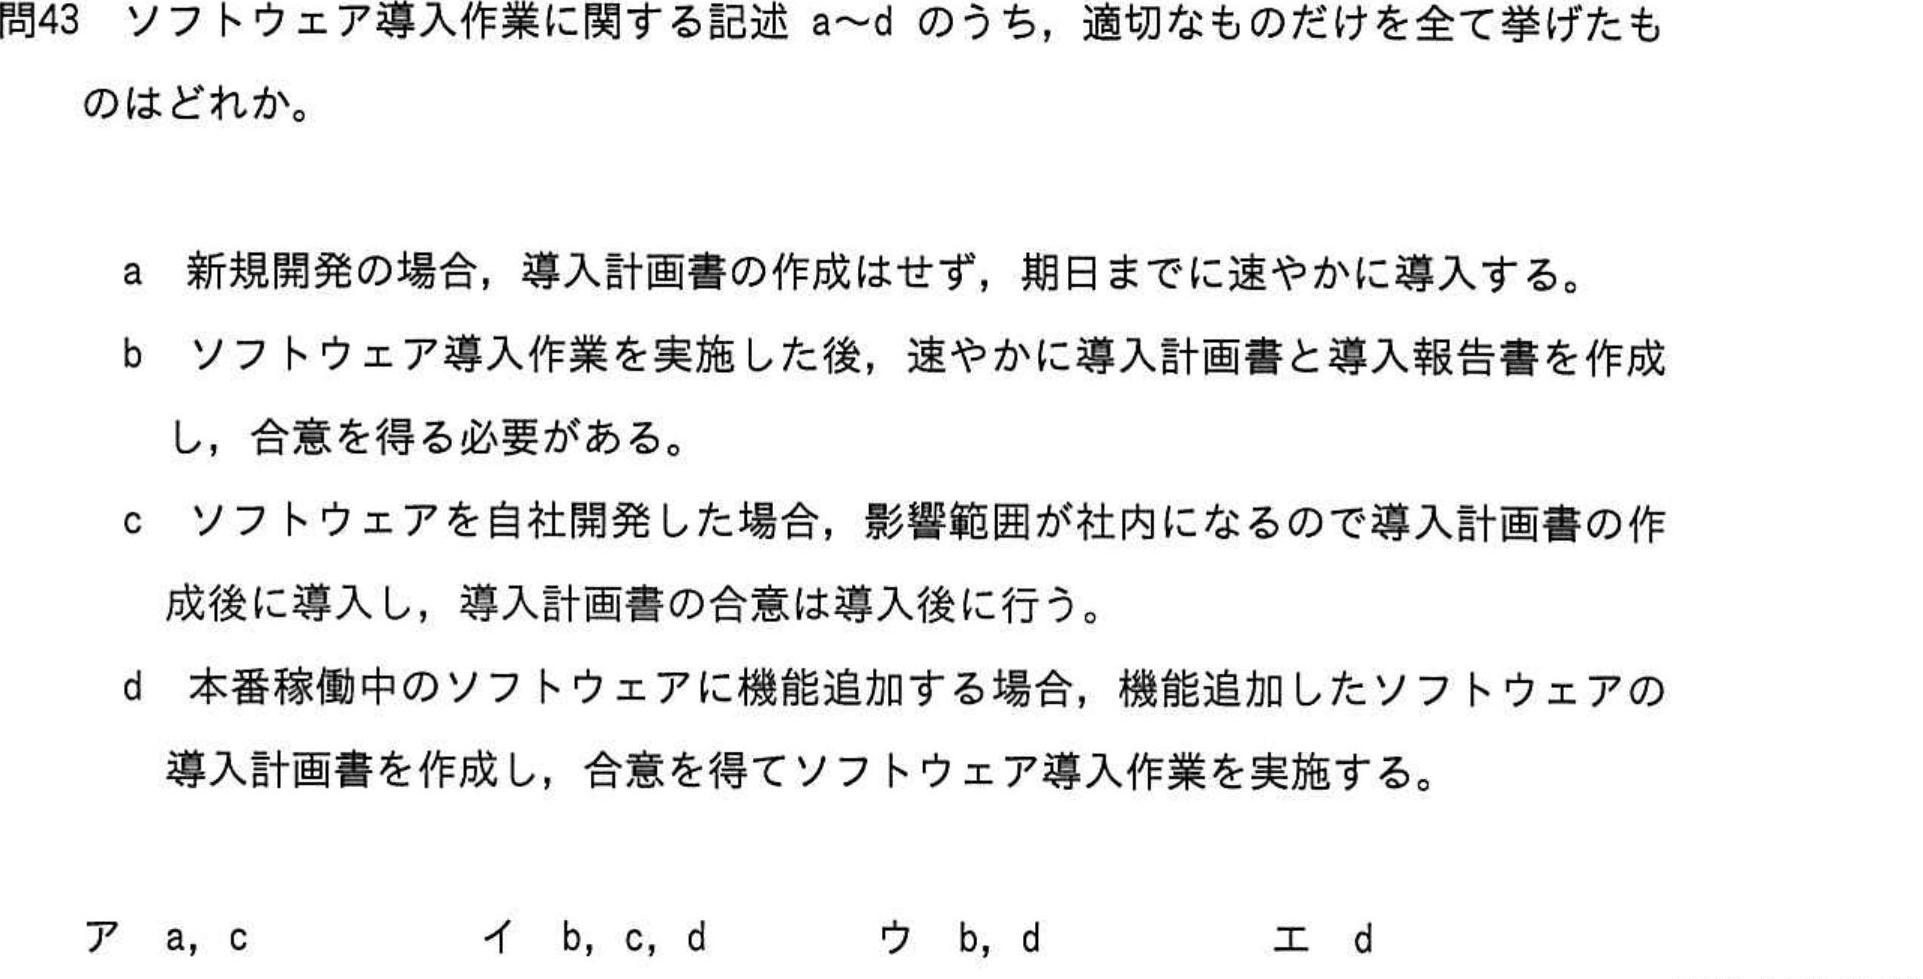 問43 ソフトウェア導入作業に関する記述 a～d のうち，適切なものだけを全て挙げたも
のはどれか。
a 新規開発の場合，導入計画書の作成はせず，期日までに速やかに導入する。
b ソフトウェア導入作業を実施した後，速やかに導入計画書と導入報告書を作成
し，合意を得る必要がある。
c ソフトウェアを自社開発した場合，影響範囲が社内になるので導入計画書の作
成後に導入し，導入計画書の合意は導入後に行う。
d 本番稼働中のソフトウェアに機能追加する場合，機能追加したソフトウェアの
導入計画書を作成し，合意を得てソフトウェア導入作業を実施する。
ア a，c イ b，c，d ウ b，d エ d